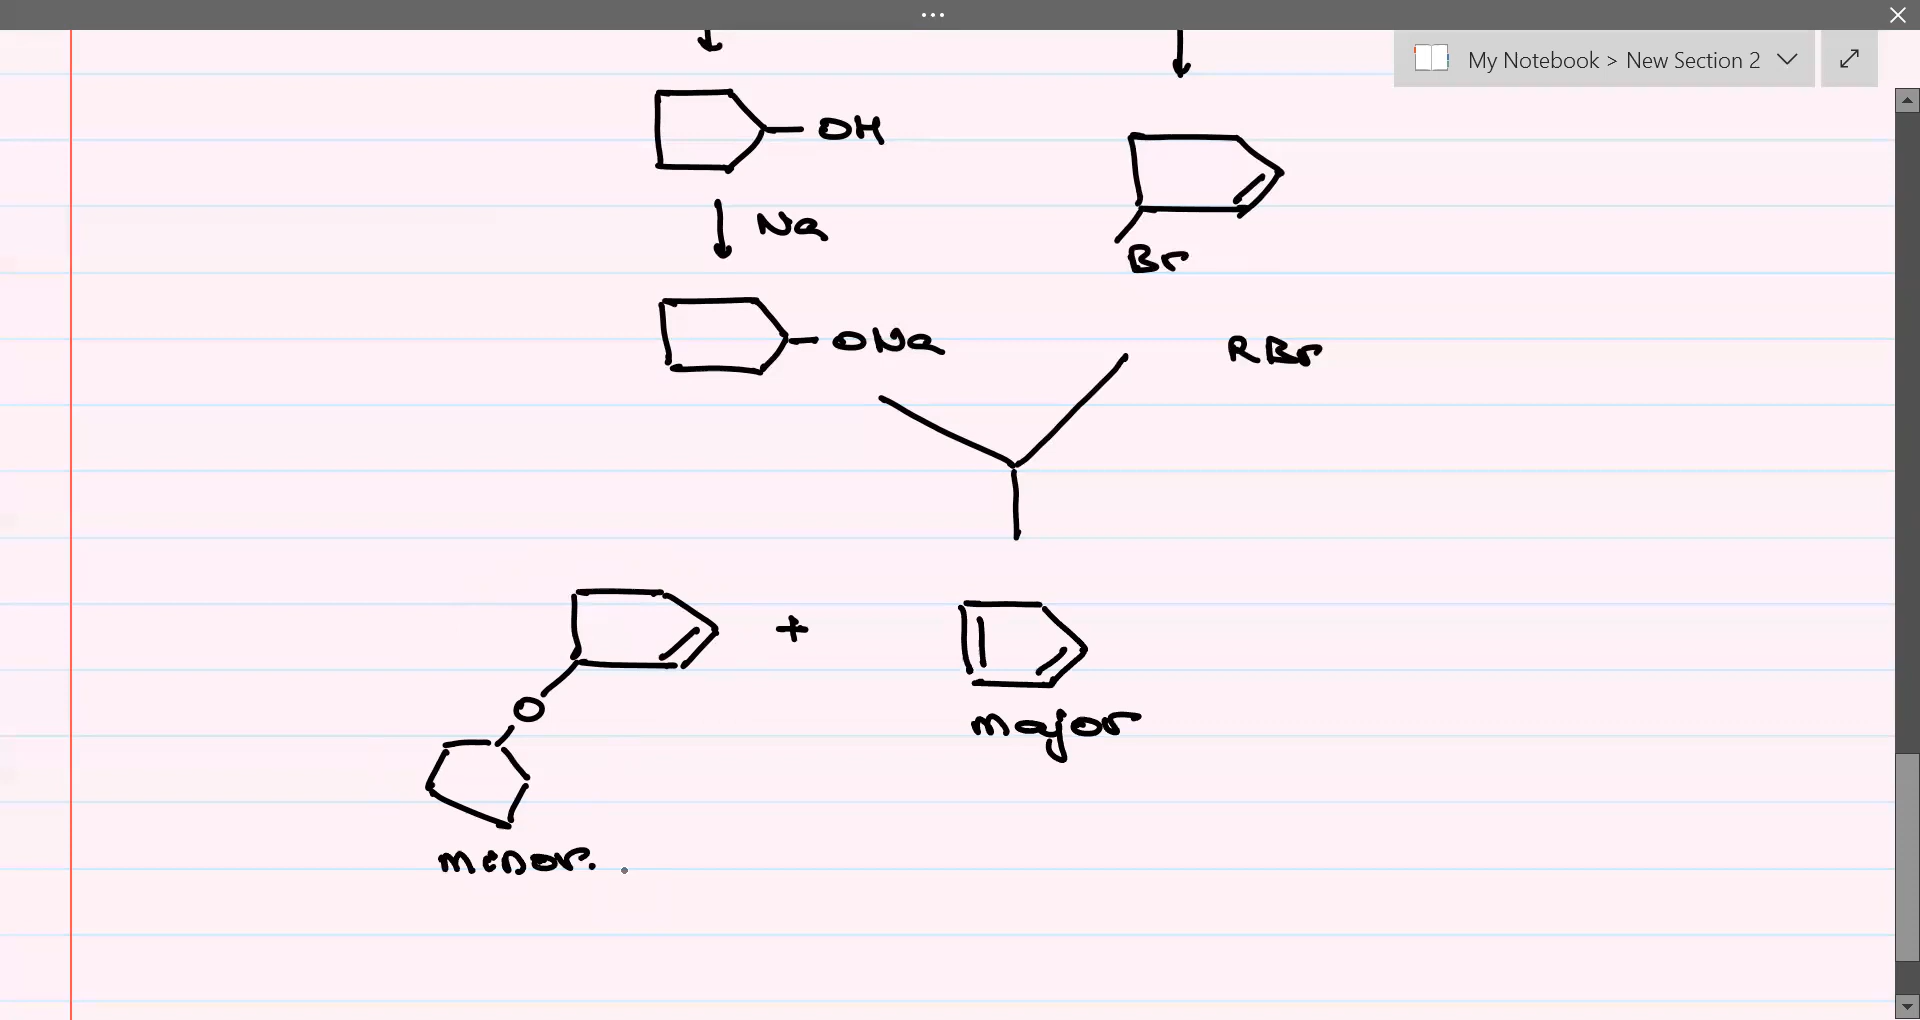 ...
My Notebook > New Section 2
OH
Na
Br
ONa
RBr
+
O
major
minor.